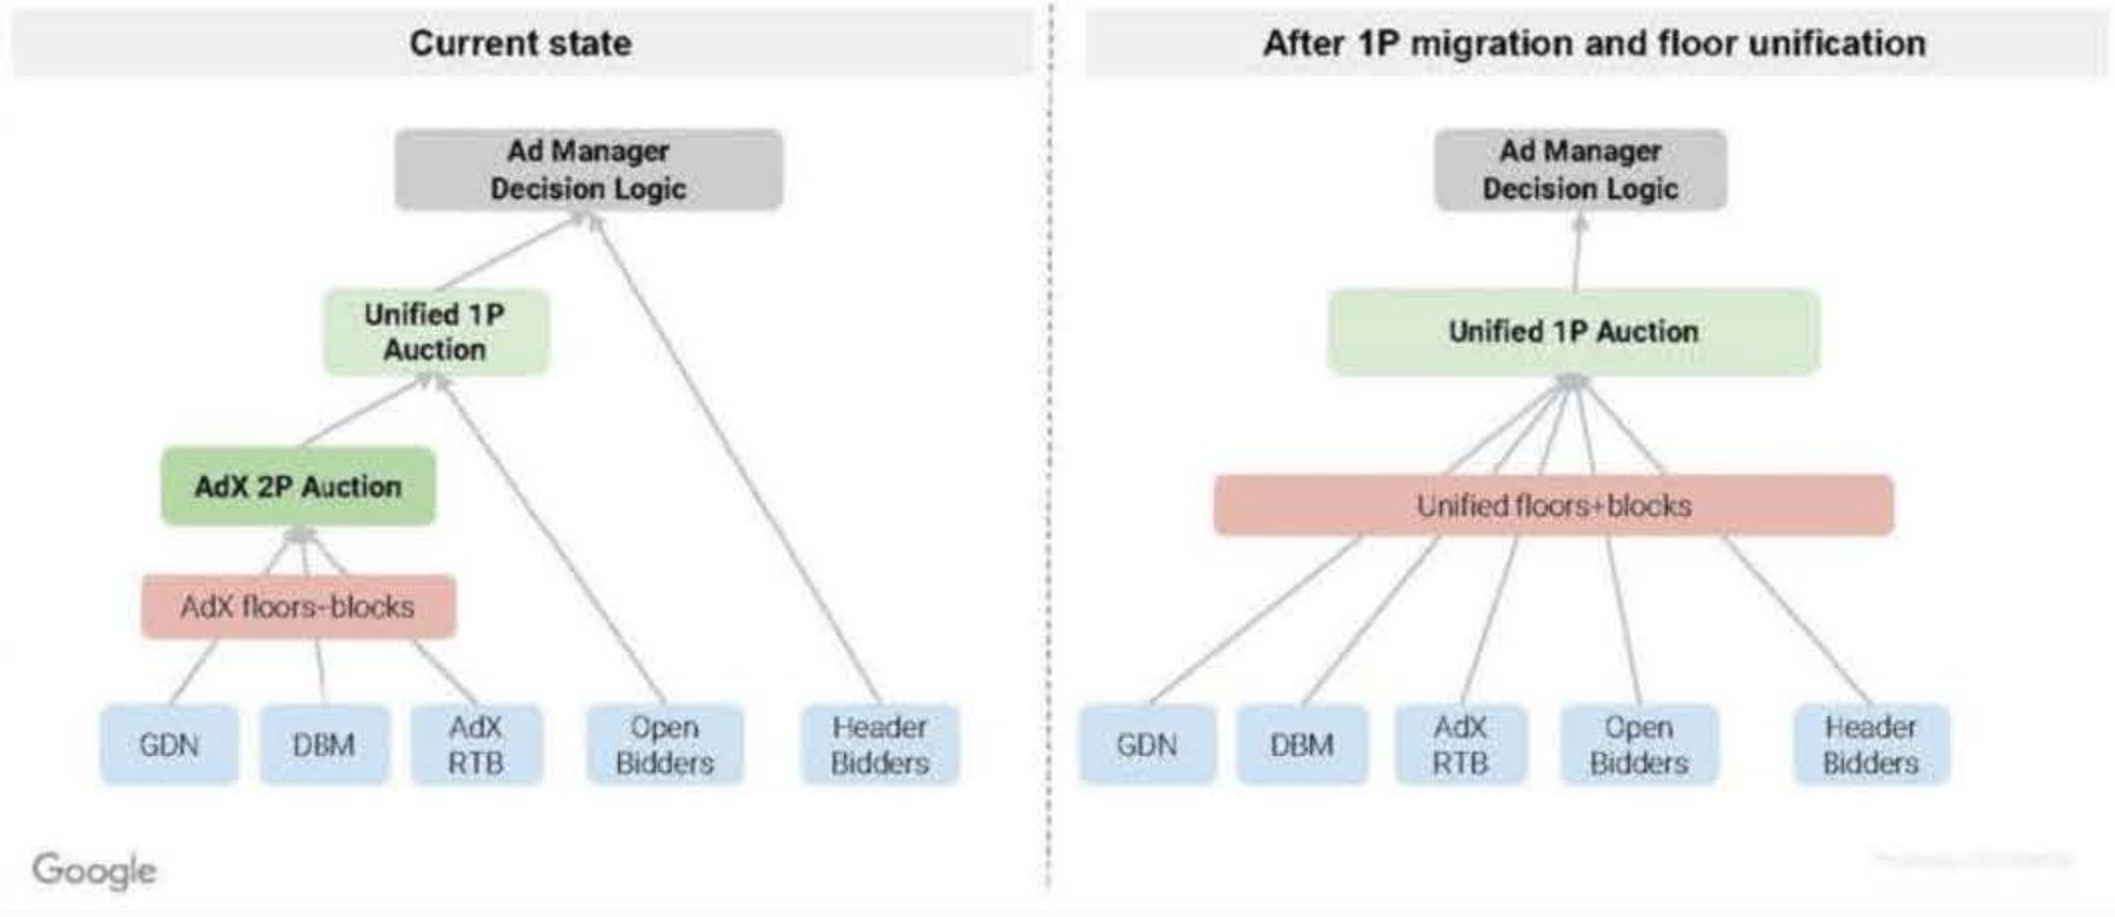 Current state
Ad Manager
Decision Logic
Unified 1P
Auction
AdX 2P Auction
AdX floors+blocks
GDN
DBM
AdX
RTB
Open
Bidders
Header
Bidders
After 1P migration and floor unification
Ad Manager
Decision Logic
Unified 1P Auction
Unified floors+blocks
GDN
DBM
AdX
RTB
Open
Bidders
Header
Bidders
Google